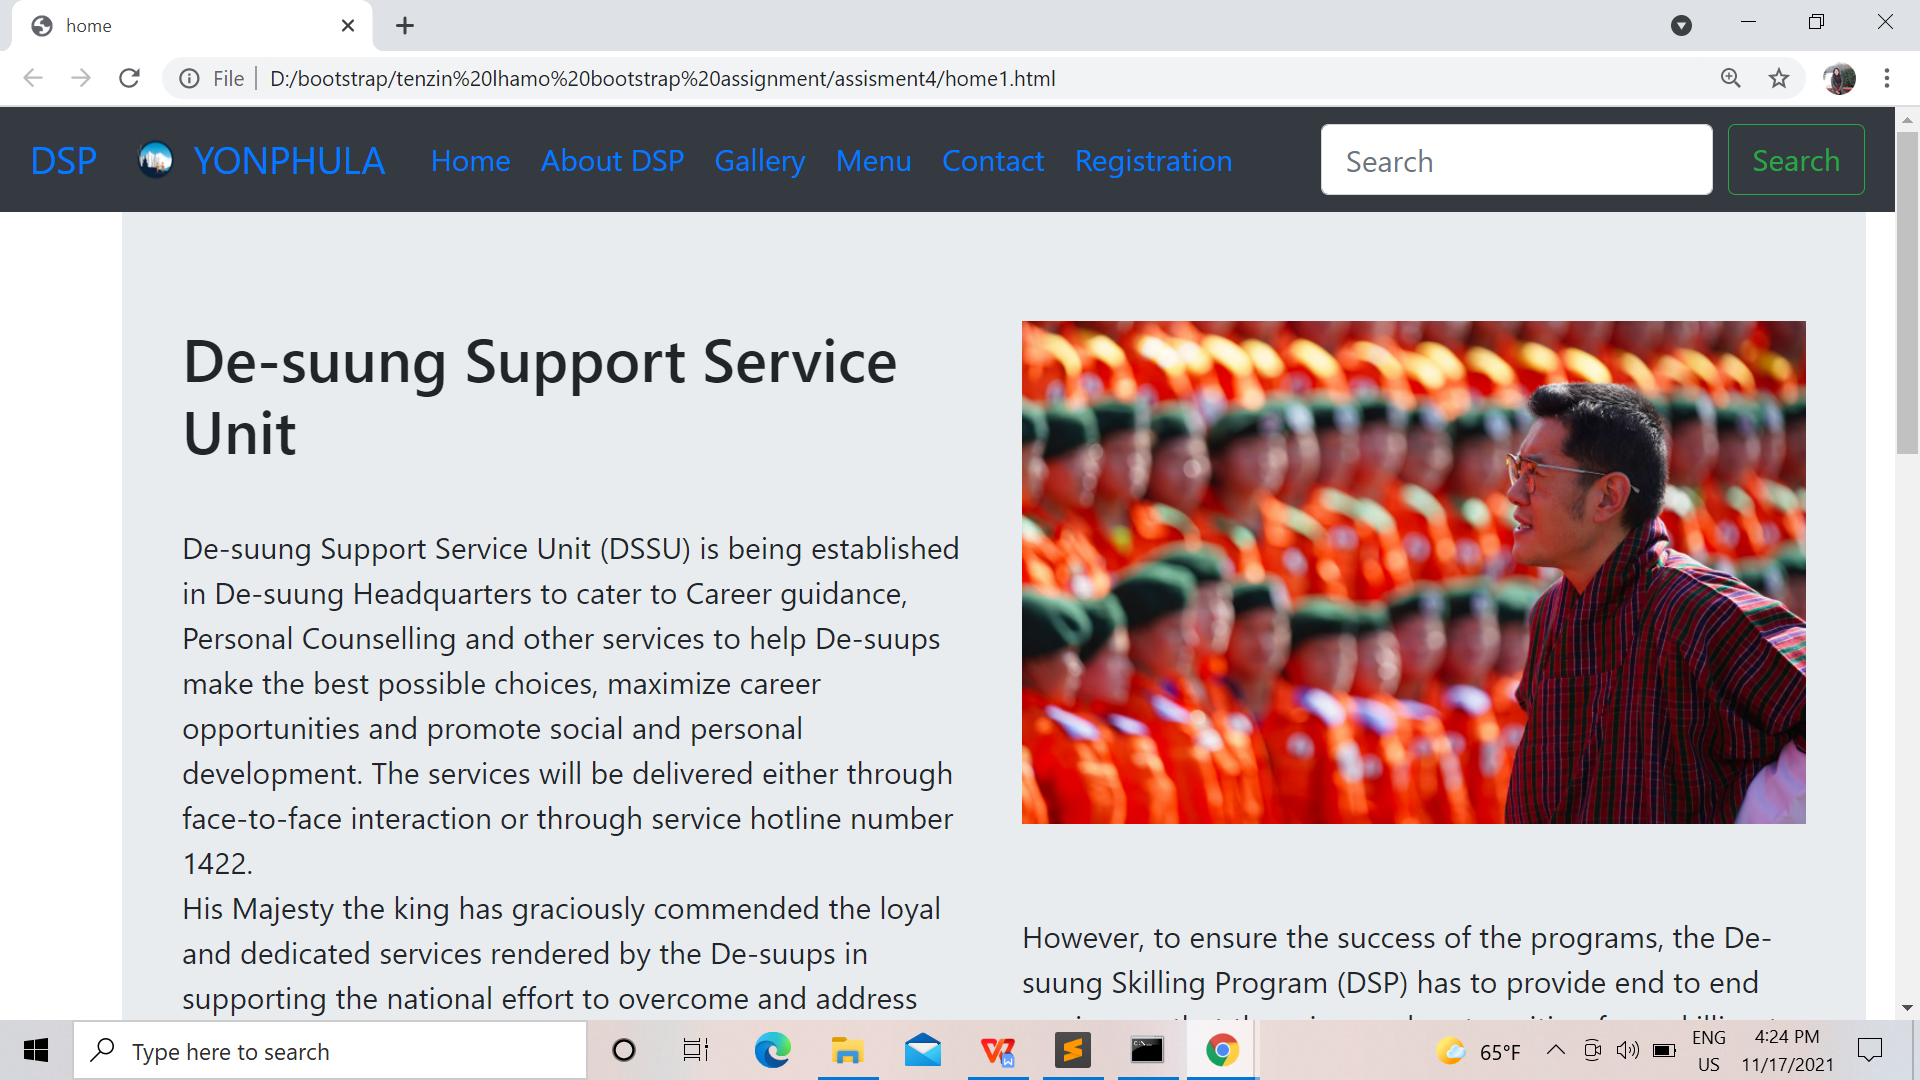 home
File
D:/bootstrap/tenzin%20lhamo%20bootstrap%20assignment/assisment4/home1.html
DSP YONPHULA Home About DSP Gallery Menu Contact Registration Search Search
De-suung Support Service
Unit
De-suung Support Service Unit (DSSU) is being established
in De-suung Headquarters to cater to Career guidance,
Personal Counselling and other services to help De-suups
make the best possible choices, maximize career
opportunities and promote social and personal
development. The services will be delivered either through
face-to-face interaction or through service hotline number
1422.
His Majesty the king has graciously commended the loyal
and dedicated services rendered by the De-suups in
supporting the national effort to overcome and address
However, to ensure the success of the programs, the De-
suung Skilling Program (DSP) has to provide end to end
Type here to search
65°F
ENG
US
4:24 PM
11/17/2021